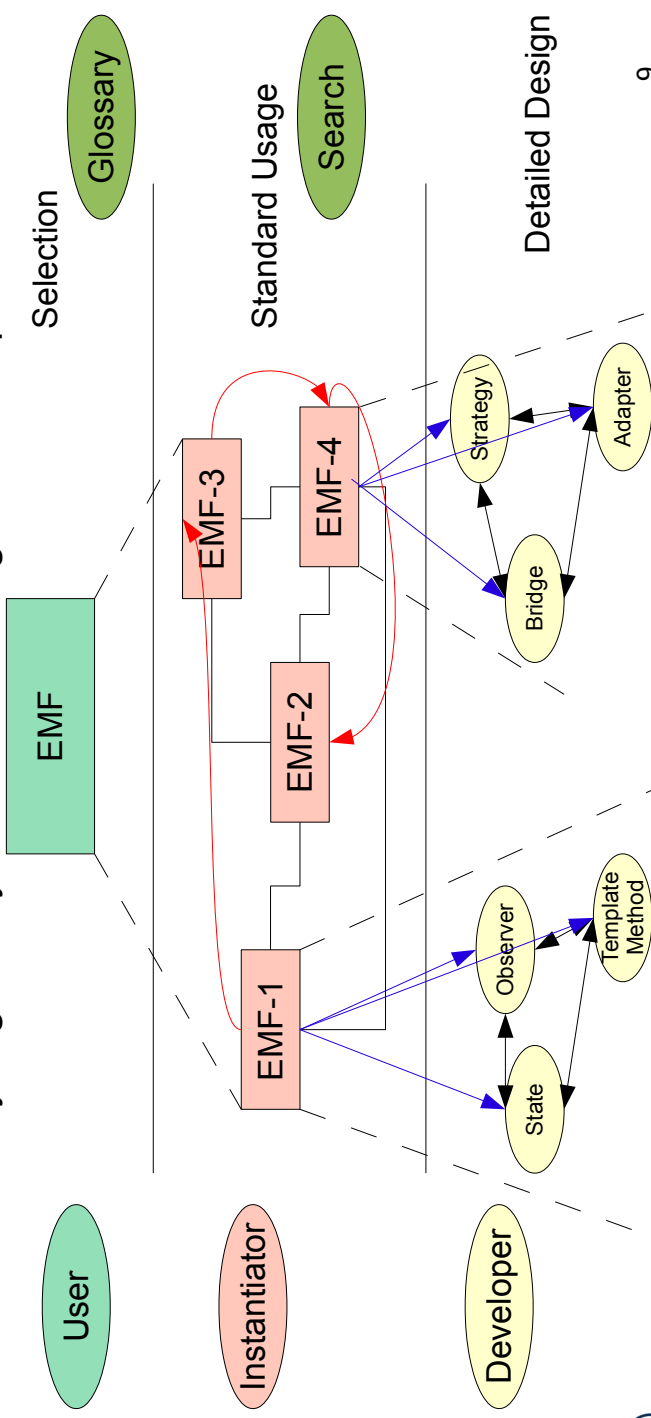 Selection
Glossary
User
EMF
Standard Usage
Search
Instantiator
EMF-1
EMF-2
EMF-3
EMF-4
Detailed Design
Developer
State
Observer
Template
Method
Bridge
Strategy
Adapter
9